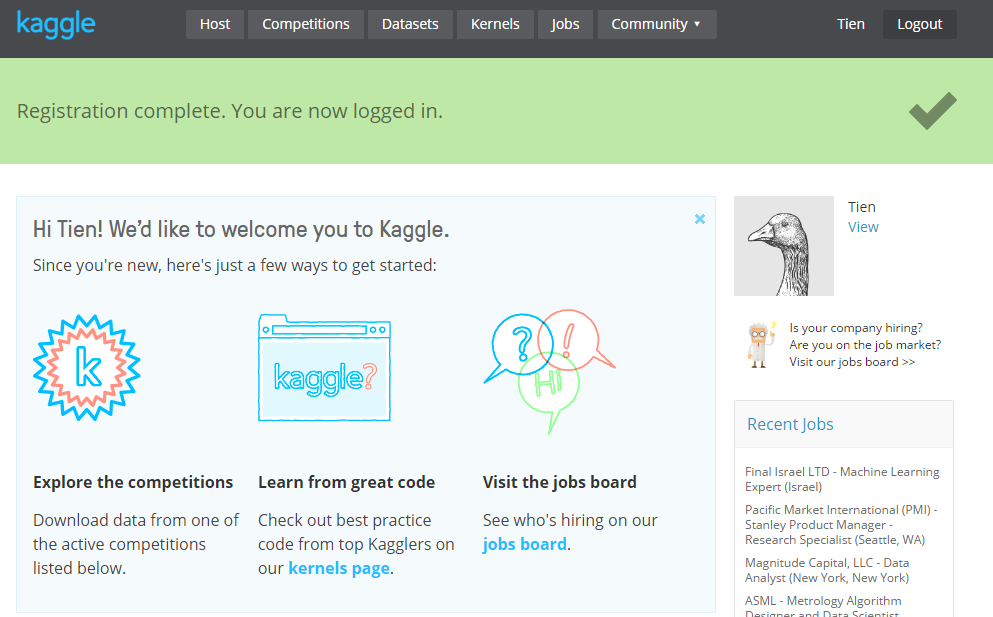 kaggle
Host
Competitions
Datasets
Kernels
Jobs
Community
Tien
Logout
Registration complete. You are now logged in.
Hi Tien! We’d like to welcome you to Kaggle.
Since you're new, here's just a few ways to get started:
k
kaggle?
?
!
Hi
Explore the competitions
Download data from one of
the active competitions
listed below.
Learn from great code
Check out best practice
code from top Kagglers on
our kernels page.
Visit the jobs board
See who's hiring on our
jobs board.
Tien
View
Is your company hiring?
Are you on the job market?
Visit our jobs board >>
Recent Jobs
Final Israel LTD - Machine Learning
Expert (Israel)
Pacific Market International (PMI) -
Stanley Product Manager -
Research Specialist (Seattle, WA)
Magnitude Capital, LLC - Data
Analyst (New York, New York)
ASML - Metrology Algorithm
Designer and Data Scientist